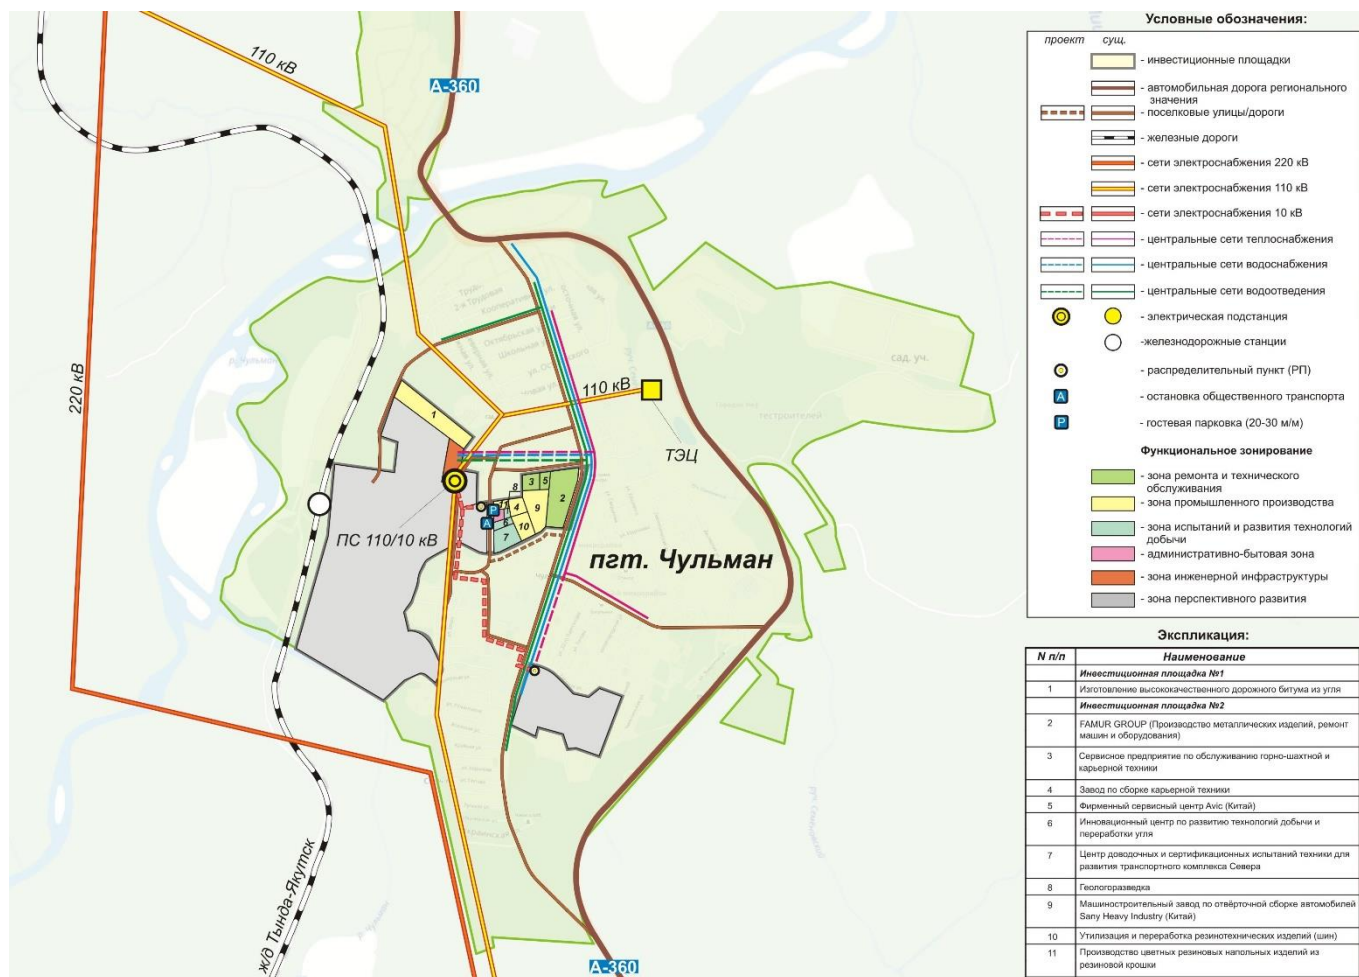 110 кВ
А-360
220 кВ
110 кВ
1
3
5
8
2
11
4
9
6
10
7
P
A
ТЭЦ
ПС 110/10 кВ
пгт. Чульман
сад. уч.
ж/д Тында-Якутск
А-360
Условные обозначения:
проект сущ.
- инвестиционные площадки
- автомобильная дорога регионального
значения
- поселковые улицы/дороги
- железные дороги
- сети электроснабжения 220 кВ
- сети электроснабжения 110 кВ
- сети электроснабжения 10 кВ
- центральные сети теплоснабжения
- центральные сети водоснабжения
- центральные сети водоотведения
- электрическая подстанция
-железнодорожные станции
- распределительный пункт (РП)
A - остановка общественного транспорта
P - гостевая парковка (20-30 м/м)
Функциональное зонирование
- зона ремонта и технического
обслуживания
- зона промышленного производства
- зона испытаний и развития технологий
добычи
- административно-бытовая зона
- зона инженерной инфраструктуры
- зона перспективного развития
Экспликация:
N п/п Наименование
Инвестиционная площадка №1
1 Изготовление высококачественного дорожного битума из угля
Инвестиционная площадка №2
2 FAMUR GROUP (Производство металлических изделий, ремонт
машин и оборудования)
3 Сервисное предприятие по обслуживанию горно-шахтной и
карьерной техники
4 Завод по сборке карьерной техники
5 Фирменный сервисный центр Avic (Китай)
6 Инновационный центр по развитию технологий добычи и
переработки угля
7 Центр доводочных и сертификационных испытаний техники для
развития транспортного комплекса Севера
8 Геологоразведка
9 Машиностроительный завод по отвёрточной сборке автомобилей
Sany Heavy Industry (Китай)
10 Утилизация и переработка резинотехнических изделий (шин)
11 Производство цветных резиновых напольных изделий из
резиновой крошки